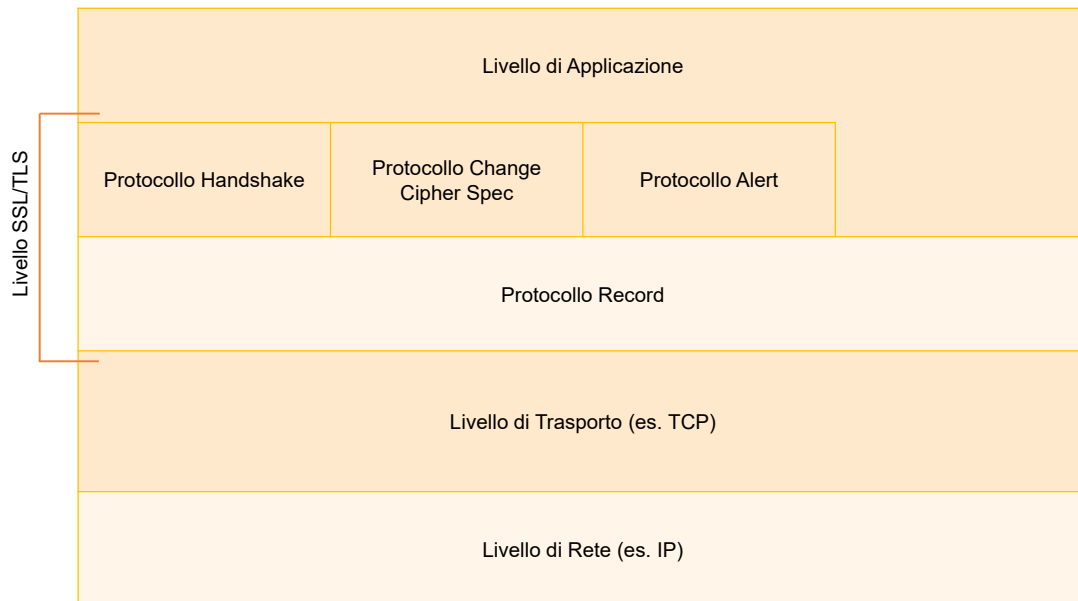 Livello di Applicazione
Livello SSL/TLS
Protocollo Handshake
Protocollo Change
Cipher Spec
Protocollo Alert
Protocollo Record
Livello di Trasporto (es. TCP)
Livello di Rete (es. IP)